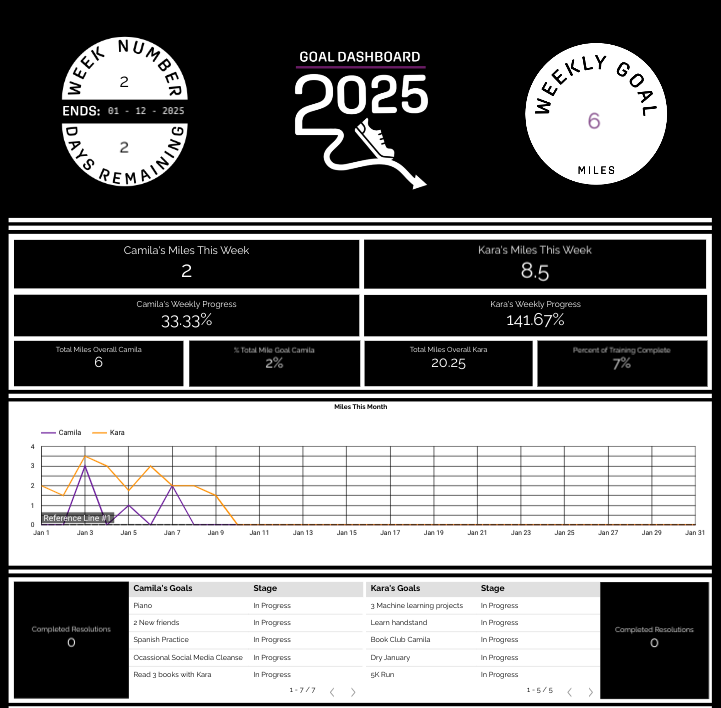 WEEK NUMBER
2
ENDS: 01 - 12 - 2025
2
DAYS REMAINING
GOAL DASHBOARD
2025
WEEKLY GOAL
6
MILES
Camila's Miles This Week
2
Kara's Miles This Week
8.5
Camila's Weekly Progress
33.33%
Kara's Weekly Progress
141.67%
Total Miles Overall Camila
6
% Total Mile Goal Camila
2%
Total Miles Overall Kara
20.25
Percent of Training Complete
7%
Miles This Month
Camila Kara
4
3
2
1
0
Reference Line #1
Jan 1 Jan 3 Jan 5 Jan 7 Jan 9 Jan 11 Jan 13 Jan 15 Jan 17 Jan 19 Jan 21 Jan 23 Jan 25 Jan 27 Jan 29 Jan 31
Completed Resolutions
0
Camila's Goals Stage
Piano In Progress
2 New friends In Progress
Spanish Practice In Progress
Ocassional Social Media Cleanse In Progress
Read 3 books with Kara In Progress
1 - 7 / 7
Kara's Goals Stage
3 Machine learning projects In Progress
Learn handstand In Progress
Book Club Camila In Progress
Dry January In Progress
5K Run In Progress
1 - 5 / 5
Completed Resolutions
0